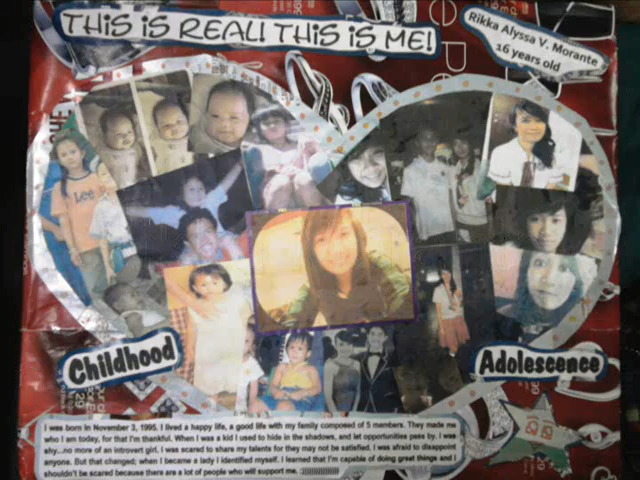 THIS IS REAL! THIS IS ME!
Rikka Alyssa V. Morante
16 years old
Lee
Childhood
Adolescence
I was born in November 3, 1995. I lived a happy life, a good life with my family composed of 5 members. They made me
who I am today, for that I'm thankful. When I was a kid I used to hide in the shadows, and let opportunities pass by. I was
shy...no more of an introvert girl, I was scared to share my talents for they may not be satisfied. I was afraid to disappoint
anyone. But that changed; when I became a lady I identified myself. I learned that I'm capable of doing great things and I
shouldn't be scared because there are a lot of people who will support me.